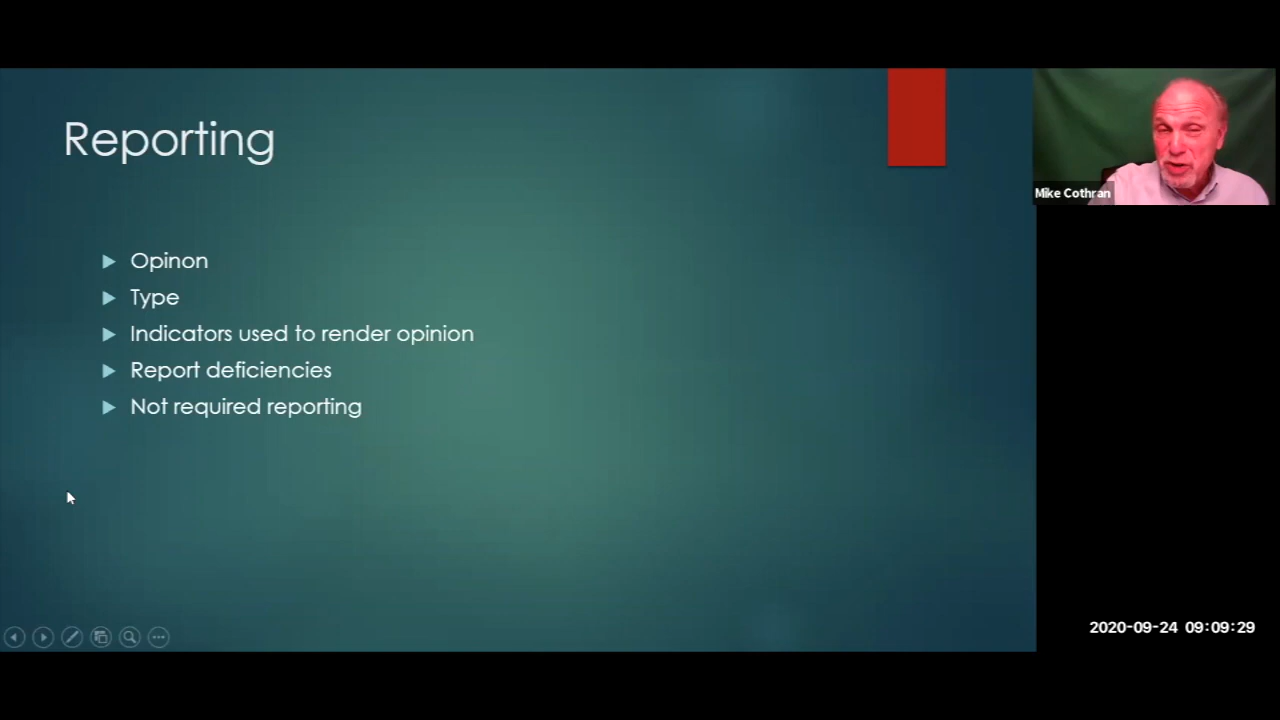 Reporting
Opinon
Type
Indicators used to render opinion
Report deficiencies
Not required reporting
Mike Cothran
2020-09-24 09:09:29